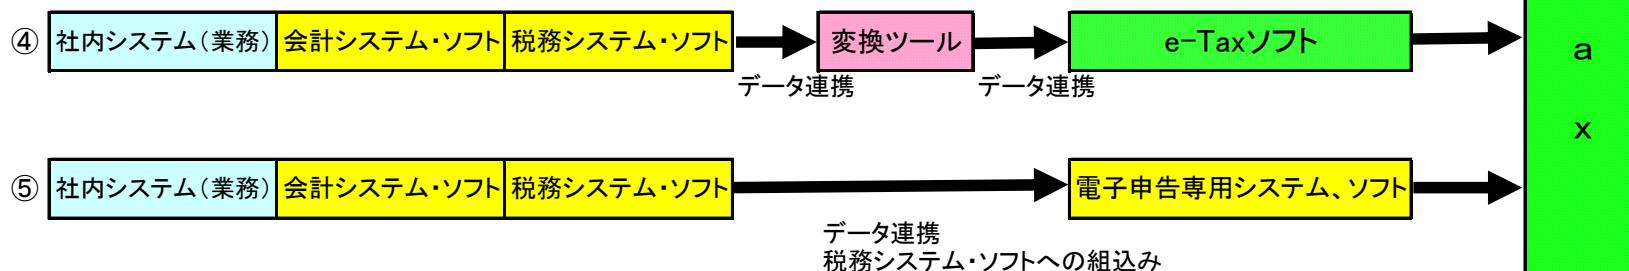 ④ 社内システム(業務) 会計システム・ソフト 税務システム・ソフト 変換ツール e-Taxソフト
データ連携 データ連携
a
x
⑤ 社内システム(業務) 会計システム・ソフト 税務システム・ソフト 電子申告専用システム、ソフト
データ連携
税務システム・ソフトへの組込み